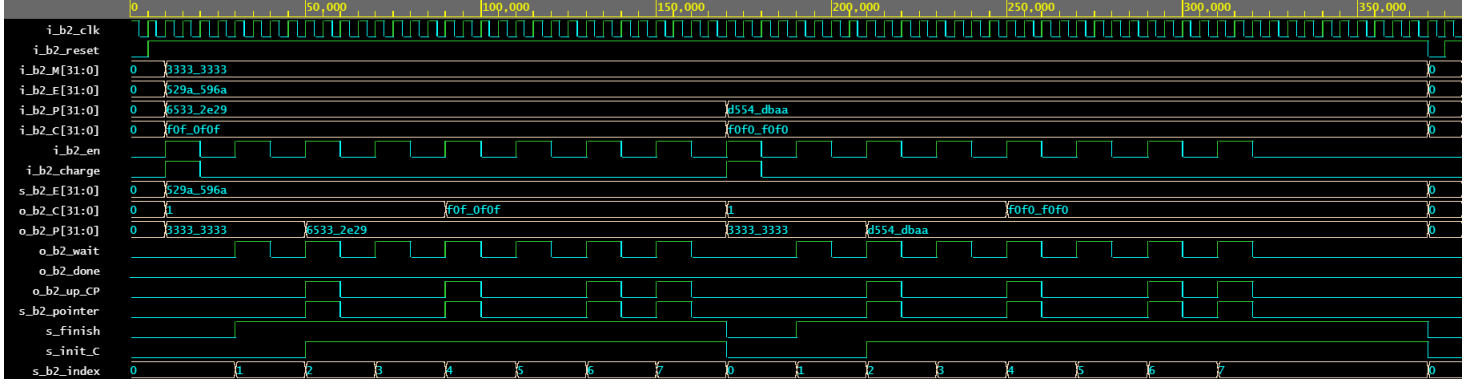 0 50,000 100,000 150,000 200,000 250,000 300,000 350,000
i_b2_clk
i_b2_reset
i_b2_M[31:0] 0 3333_3333 0
i_b2_E[31:0] 0 529a_596a 0
i_b2_P[31:0] 0 6533_2e29 d554_dbaa 0
i_b2_C[31:0] 0 f0f_0f0f f0f0_f0f0 0
i_b2_en
i_b2_charge
s_b2_E[31:0] 0 529a_596a 0
o_b2_C[31:0] 0 1 f0f_0f0f 1 f0f0_f0f0 0
o_b2_P[31:0] 0 3333_3333 6533_2e29 3333_3333 d554_dbaa 0
o_b2_wait
o_b2_done
o_b2_up_CP
s_b2_pointer
s_finish
s_init_C
s_b2_index 0 1 2 3 4 5 6 7 0 1 2 3 4 5 6 7 0